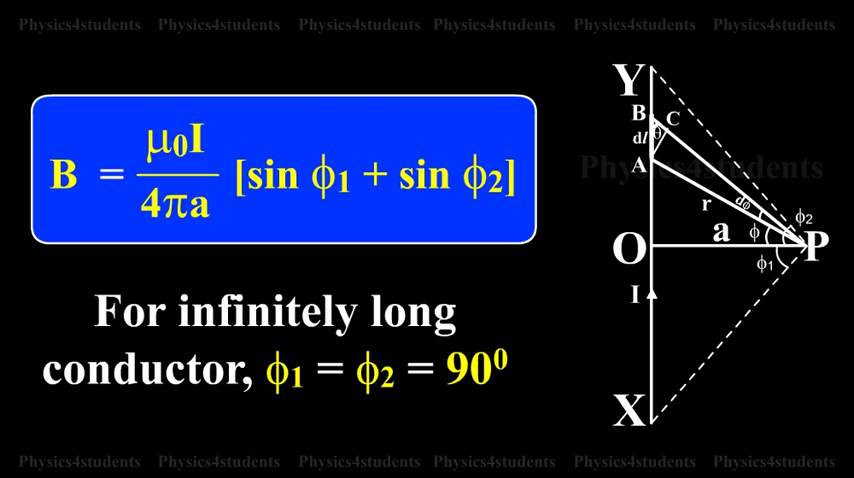 Physics4students Physics4students Physics4students Physics4students Physics4students Physics4students
B = μ₀I / 4πa [sin ϕ₁ + sin ϕ₂]
For infinitely long
conductor, ϕ₁ = ϕ₂ = 90⁰
Y
B C
dl θ
Physics4students
A
r dϕ ϕ₂
a ϕ
O P
ϕ₁
I
X
Physics4students Physics4students Physics4students Physics4students Physics4students Physics4students